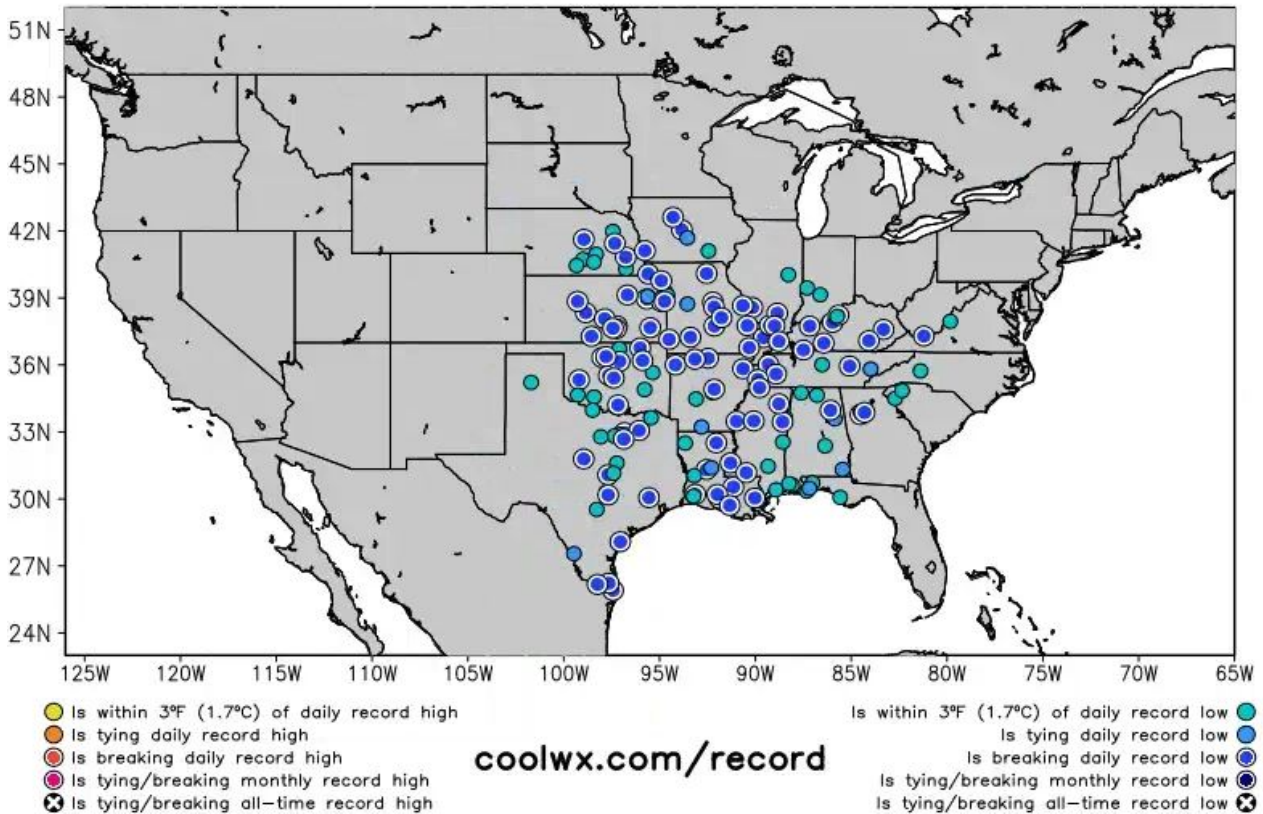 51N
48N
45N
42N
39N
36N
33N
30N
27N
24N
125W 120W 115W 110W 105W 100W 95W 90W 85W 80W 75W 70W 65W
Is within 3°F (1.7°C) of daily record high
Is tying daily record high
Is breaking daily record high
Is tying/breaking monthly record high
Is tying/breaking all-time record high
coolwx.com/record
Is within 3°F (1.7°C) of daily record low
Is tying daily record low
Is breaking daily record low
Is tying/breaking monthly record low
Is tying/breaking all-time record low